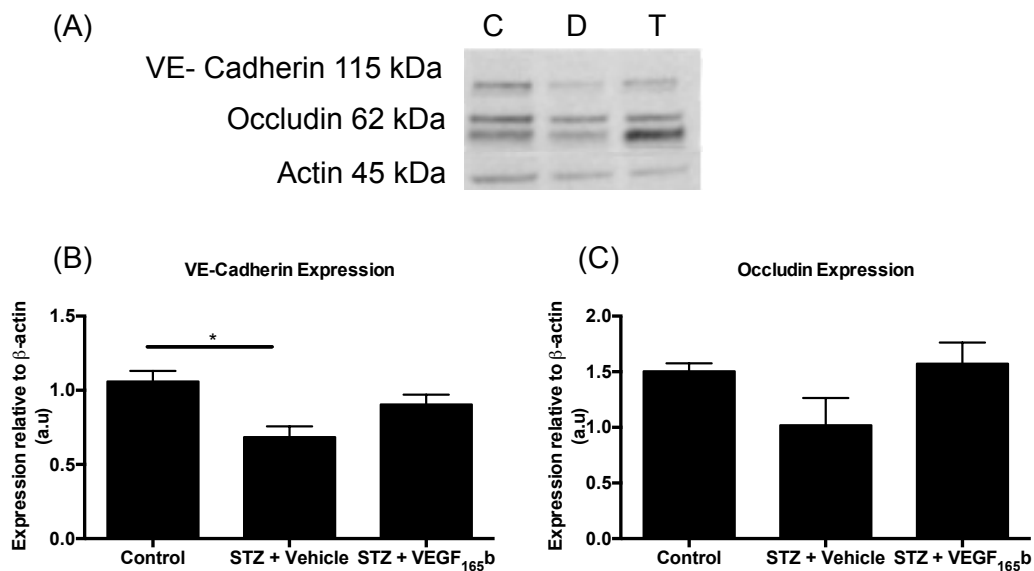 (A)
C D T
VE- Cadherin 115 kDa
Occludin 62 kDa
Actin 45 kDa
(B)
VE-Cadherin Expression
Expression relative to β-actin
(a.u)
1.5
1.0
0.5
0.0
*
Control STZ + Vehicle STZ + VEGF₁₆₅b
(C)
Occludin Expression
Expression relative to β-actin
(a.u)
2.0
1.5
1.0
0.5
0.0
Control STZ + Vehicle STZ + VEGF₁₆₅b